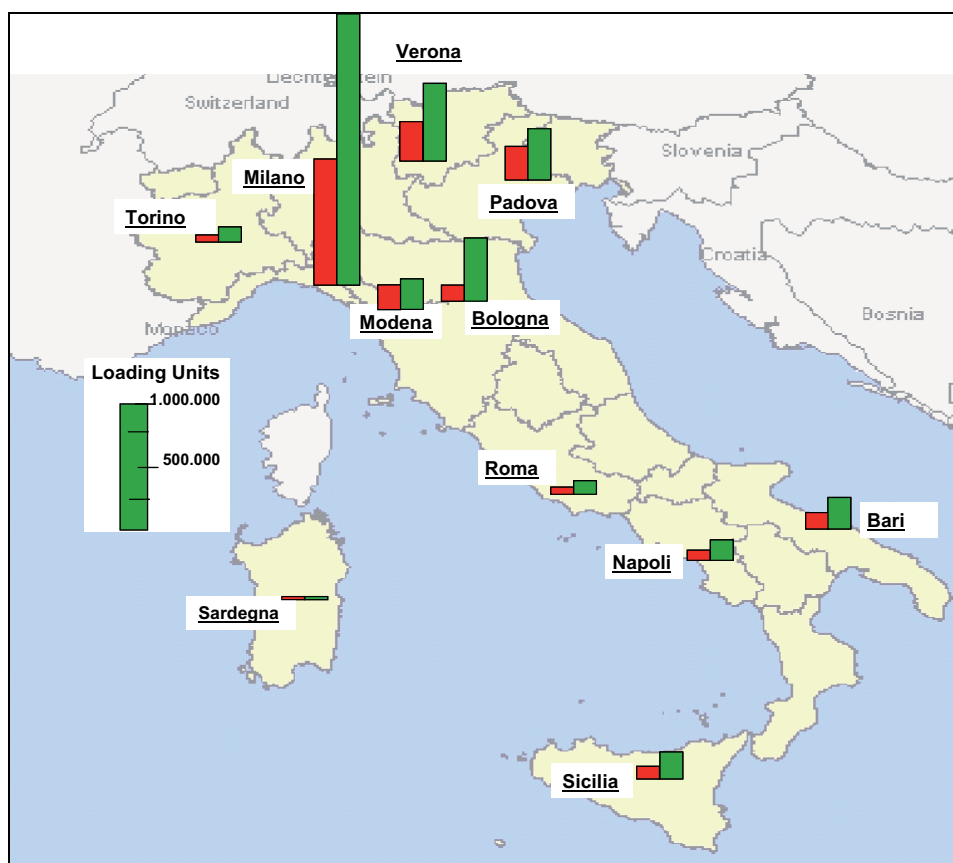 Verona
Liechtenstein
Switzerland
Slovenia
Milano
Padova
Torino
Croatia
Bosnia
Modena
Bologna
Monaco
Loading Units
1.000.000
500.000
Roma
Bari
Napoli
Sardegna
Sicilia